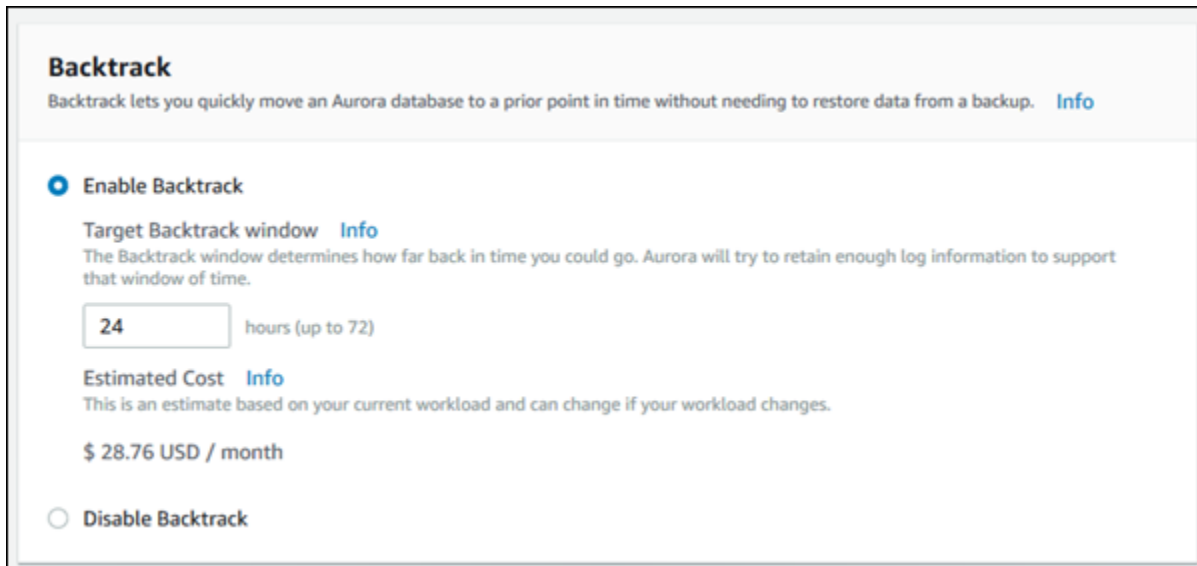 Backtrack
Backtrack lets you quickly move an Aurora database to a prior point in time without needing to restore data from a backup. Info
Enable Backtrack
Target Backtrack window Info
The Backtrack window determines how far back in time you could go. Aurora will try to retain enough log information to support
that window of time.
24 hours (up to 72)
Estimated Cost Info
This is an estimate based on your current workload and can change if your workload changes.
$ 28.76 USD / month
Disable Backtrack